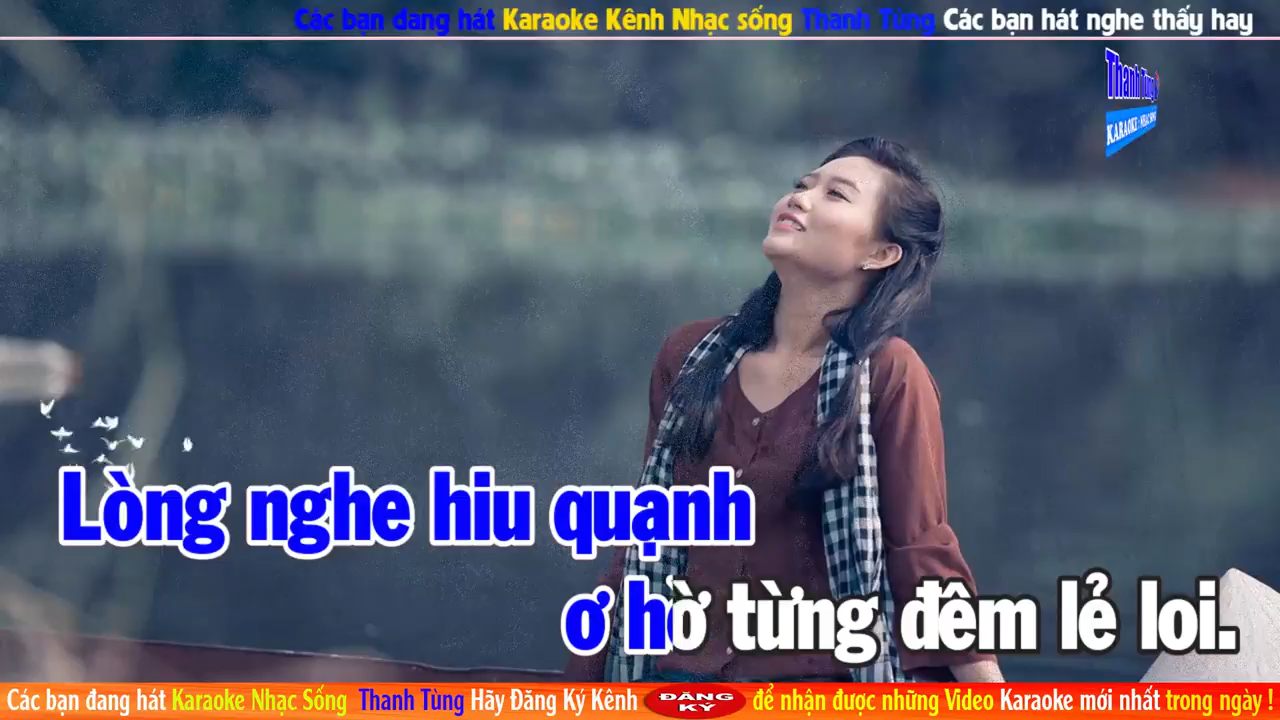 Các bạn đang hát Karaoke Kênh Nhạc sống Thanh Tùng Các bạn hát nghe thấy hay
Thanh Tùng
KARAOKE - NHẠC SỐNG
Lòng nghe hiu quạnh
ơ hờ từng đêm lẻ loi.
Các bạn đang hát Karaoke Nhạc Sống Thanh Tùng Hãy Đăng Ký Kênh ĐĂNG KÝ để nhận được những Video Karaoke mới nhất trong ngày !